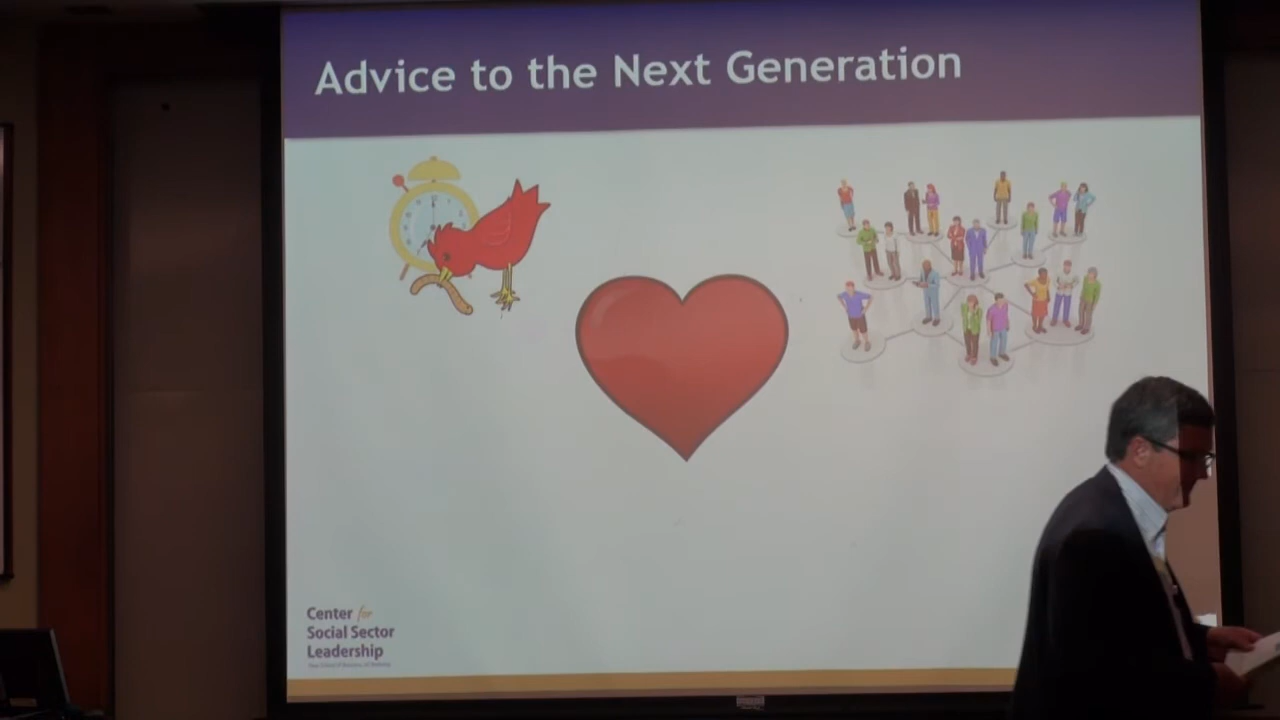 Advice to the Next Generation
Center for
Social Sector
Leadership